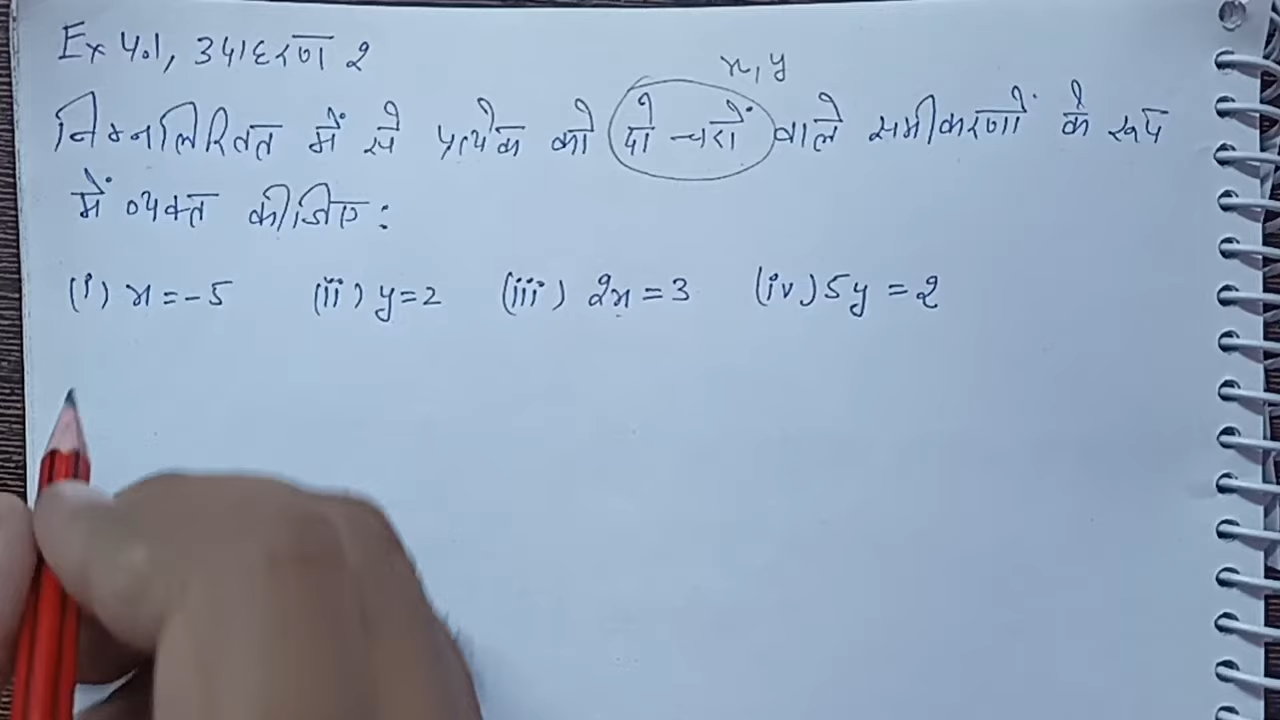 Ex 4.1, उदाहरण 2
x, y
निम्नलिखित में से प्रत्येक को दो चरों वाले समीकरणों के रूप
में व्यक्त कीजिए:
(i) x = -5 (ii) y = 2 (iii) 2x = 3 (iv) 5y = 2